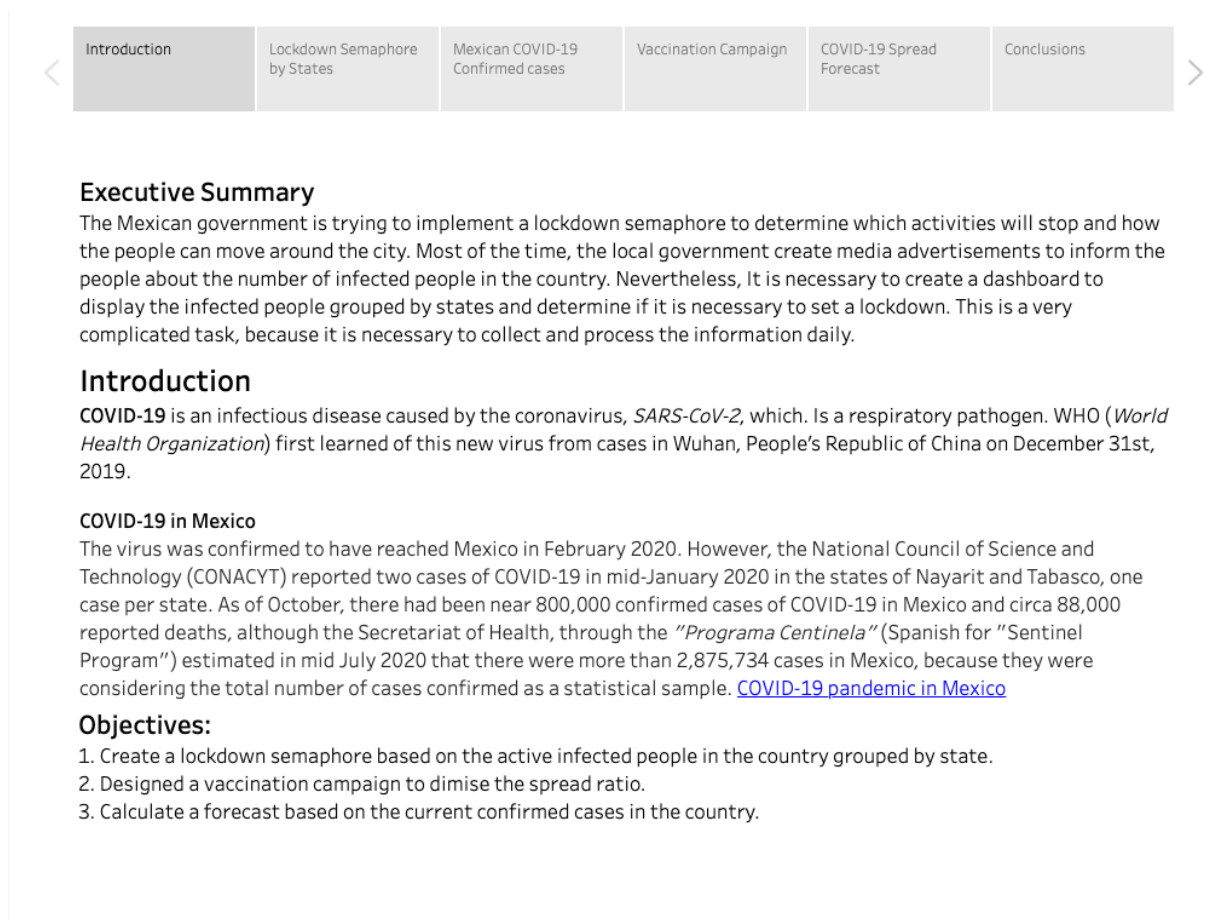 Introduction
Lockdown Semaphore
by States
Mexican COVID-19
Confirmed cases
Vaccination Campaign
COVID-19 Spread
Forecast
Conclusions
Executive Summary
The Mexican government is trying to implement a lockdown semaphore to determine which activities will stop and how
the people can move around the city. Most of the time, the local government create media advertisements to inform the
people about the number of infected people in the country. Nevertheless, It is necessary to create a dashboard to
display the infected people grouped by states and determine if it is necessary to set a lockdown. This is a very
complicated task, because it is necessary to collect and process the information daily.
Introduction
COVID-19 is an infectious disease caused by the coronavirus, SARS-CoV-2, which. Is a respiratory pathogen. WHO (World
Health Organization) first learned of this new virus from cases in Wuhan, People’s Republic of China on December 31st,
2019.
COVID-19 in Mexico
The virus was confirmed to have reached Mexico in February 2020. However, the National Council of Science and
Technology (CONACYT) reported two cases of COVID-19 in mid-January 2020 in the states of Nayarit and Tabasco, one
case per state. As of October, there had been near 800,000 confirmed cases of COVID-19 in Mexico and circa 88,000
reported deaths, although the Secretariat of Health, through the "Programa Centinela" (Spanish for "Sentinel
Program") estimated in mid July 2020 that there were more than 2,875,734 cases in Mexico, because they were
considering the total number of cases confirmed as a statistical sample. COVID-19 pandemic in Mexico
Objectives:
1. Create a lockdown semaphore based on the active infected people in the country grouped by state.
2. Designed a vaccination campaign to dimise the spread ratio.
3. Calculate a forecast based on the current confirmed cases in the country.